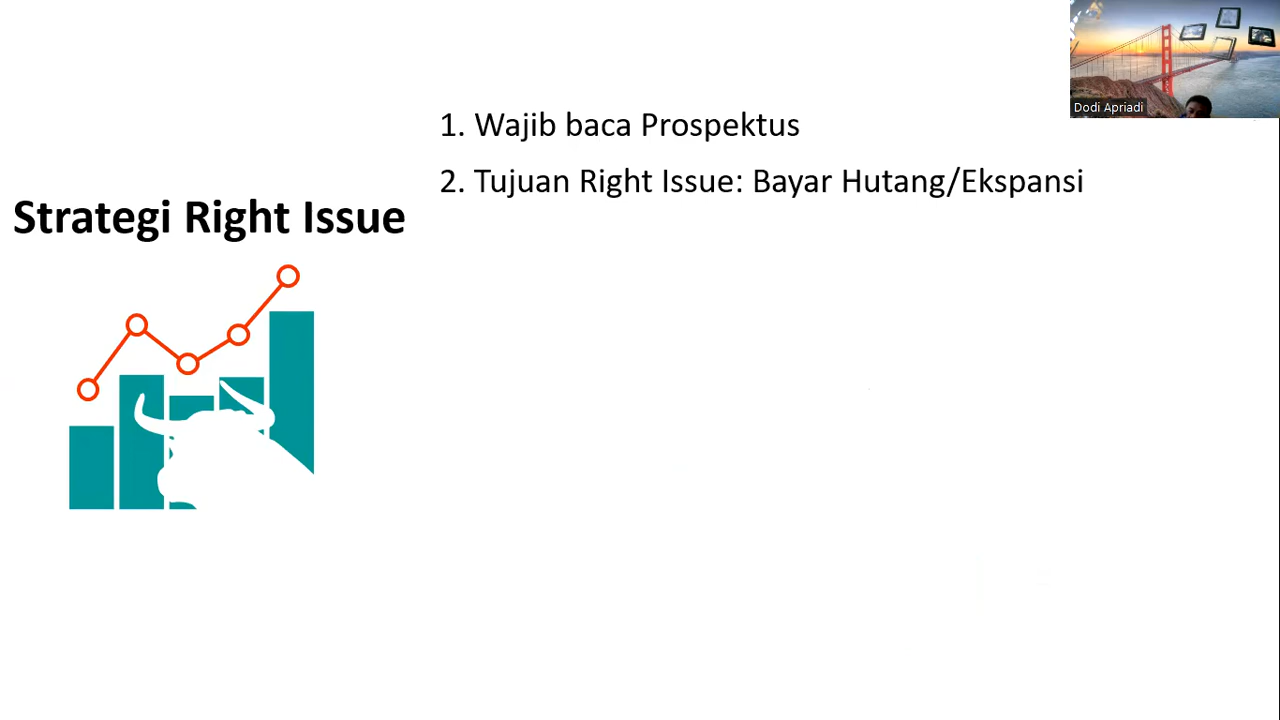 1. Wajib baca Prospektus
2. Tujuan Right Issue: Bayar Hutang/Ekspansi
Strategi Right Issue
Dodi Apriadi